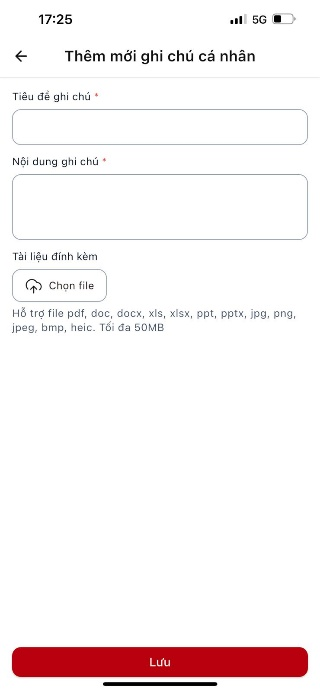 17:25
5G
Thêm mới ghi chú cá nhân
Tiêu đề ghi chú *
Nội dung ghi chú *
Tài liệu đính kèm
Chọn file
Hỗ trợ file pdf, doc, docx, xls, xlsx, ppt, pptx, jpg, png,
jpeg, bmp, heic. Tối đa 50MB
Lưu